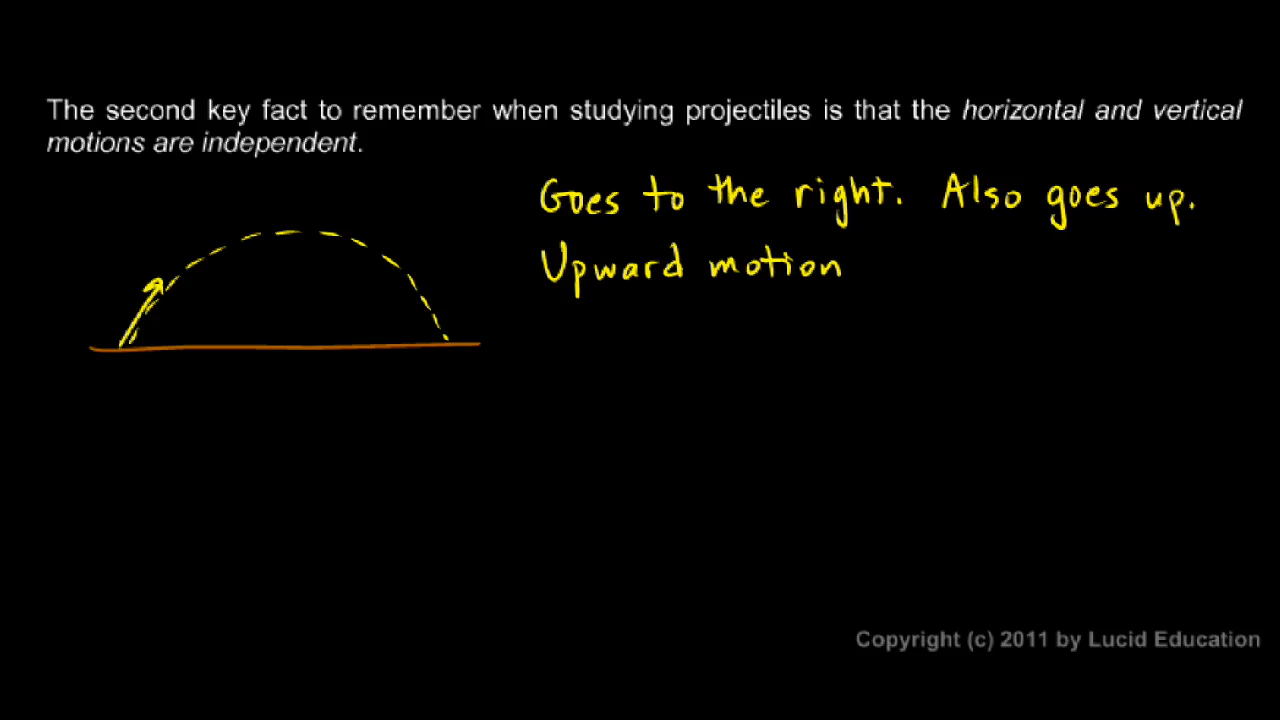 The second key fact to remember when studying projectiles is that the horizontal and vertical
motions are independent.
Goes to the right. Also goes up.
Upward motion
Copyright (c) 2011 by Lucid Education